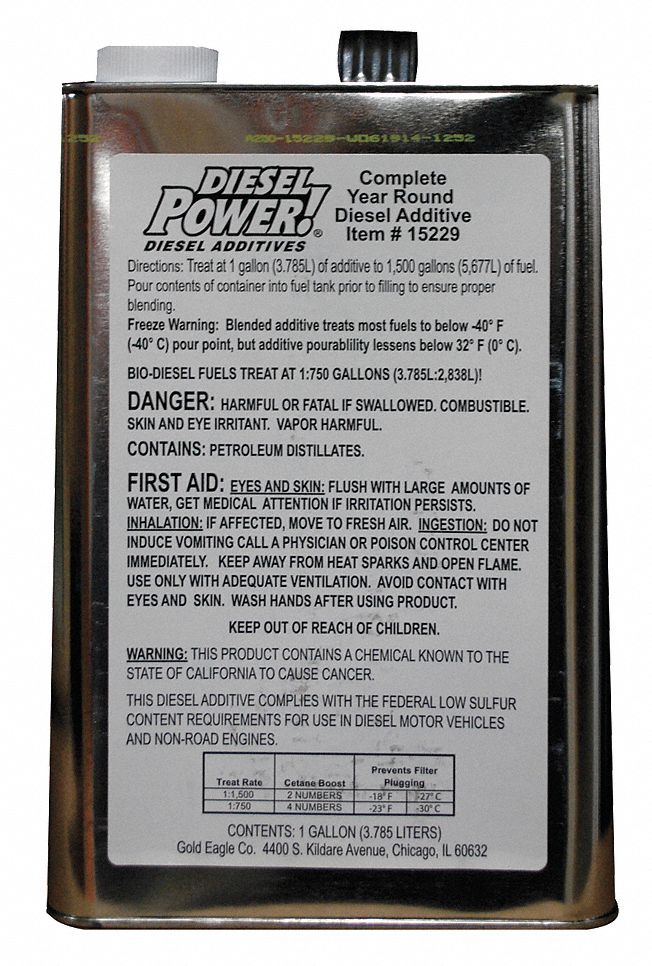 .252
A250-15229-W061914-1252
DIESEL
POWER!®
DIESEL ADDITIVES
Complete
Year Round
Diesel Additive
Item # 15229
Directions: Treat at 1 gallon (3.785L) of additive to 1,500 gallons (5,677L) of fuel.
Pour contents of container into fuel tank prior to filling to ensure proper
blending.
Freeze Warning: Blended additive treats most fuels to below -40° F
(-40° C) pour point, but additive pourablility lessens below 32° F (0° C).
BIO-DIESEL FUELS TREAT AT 1:750 GALLONS (3.785L:2,838L)!
DANGER: HARMFUL OR FATAL IF SWALLOWED. COMBUSTIBLE.
SKIN AND EYE IRRITANT. VAPOR HARMFUL.
CONTAINS: PETROLEUM DISTILLATES.
FIRST AID: EYES AND SKIN: FLUSH WITH LARGE AMOUNTS OF
WATER, GET MEDICAL ATTENTION IF IRRITATION PERSISTS.
INHALATION: IF AFFECTED, MOVE TO FRESH AIR. INGESTION: DO NOT
INDUCE VOMITING CALL A PHYSICIAN OR POISON CONTROL CENTER
IMMEDIATELY. KEEP AWAY FROM HEAT SPARKS AND OPEN FLAME.
USE ONLY WITH ADEQUATE VENTILATION. AVOID CONTACT WITH
EYES AND SKIN. WASH HANDS AFTER USING PRODUCT.
KEEP OUT OF REACH OF CHILDREN.
WARNING: THIS PRODUCT CONTAINS A CHEMICAL KNOWN TO THE
STATE OF CALIFORNIA TO CAUSE CANCER.
THIS DIESEL ADDITIVE COMPLIES WITH THE FEDERAL LOW SULFUR
CONTENT REQUIREMENTS FOR USE IN DIESEL MOTOR VEHICLES
AND NON-ROAD ENGINES.
Treat Rate Cetane Boost Prevents Filter
Plugging
1:1,500 2 NUMBERS -18° F -27° C
1:750 4 NUMBERS -23° F -30° C
CONTENTS: 1 GALLON (3.785 LITERS)
Gold Eagle Co. 4400 S. Kildare Avenue, Chicago, IL 60632